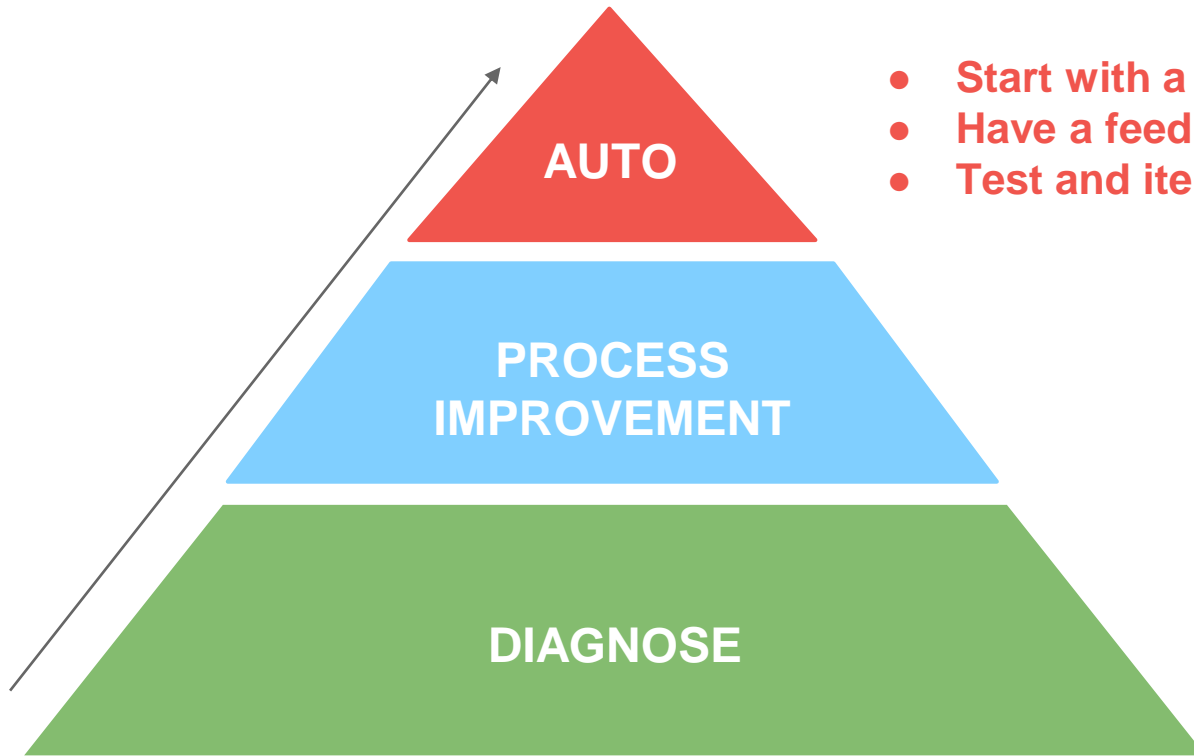 ● Start with a
● Have a feed
● Test and ite
AUTO
PROCESS
IMPROVEMENT
DIAGNOSE